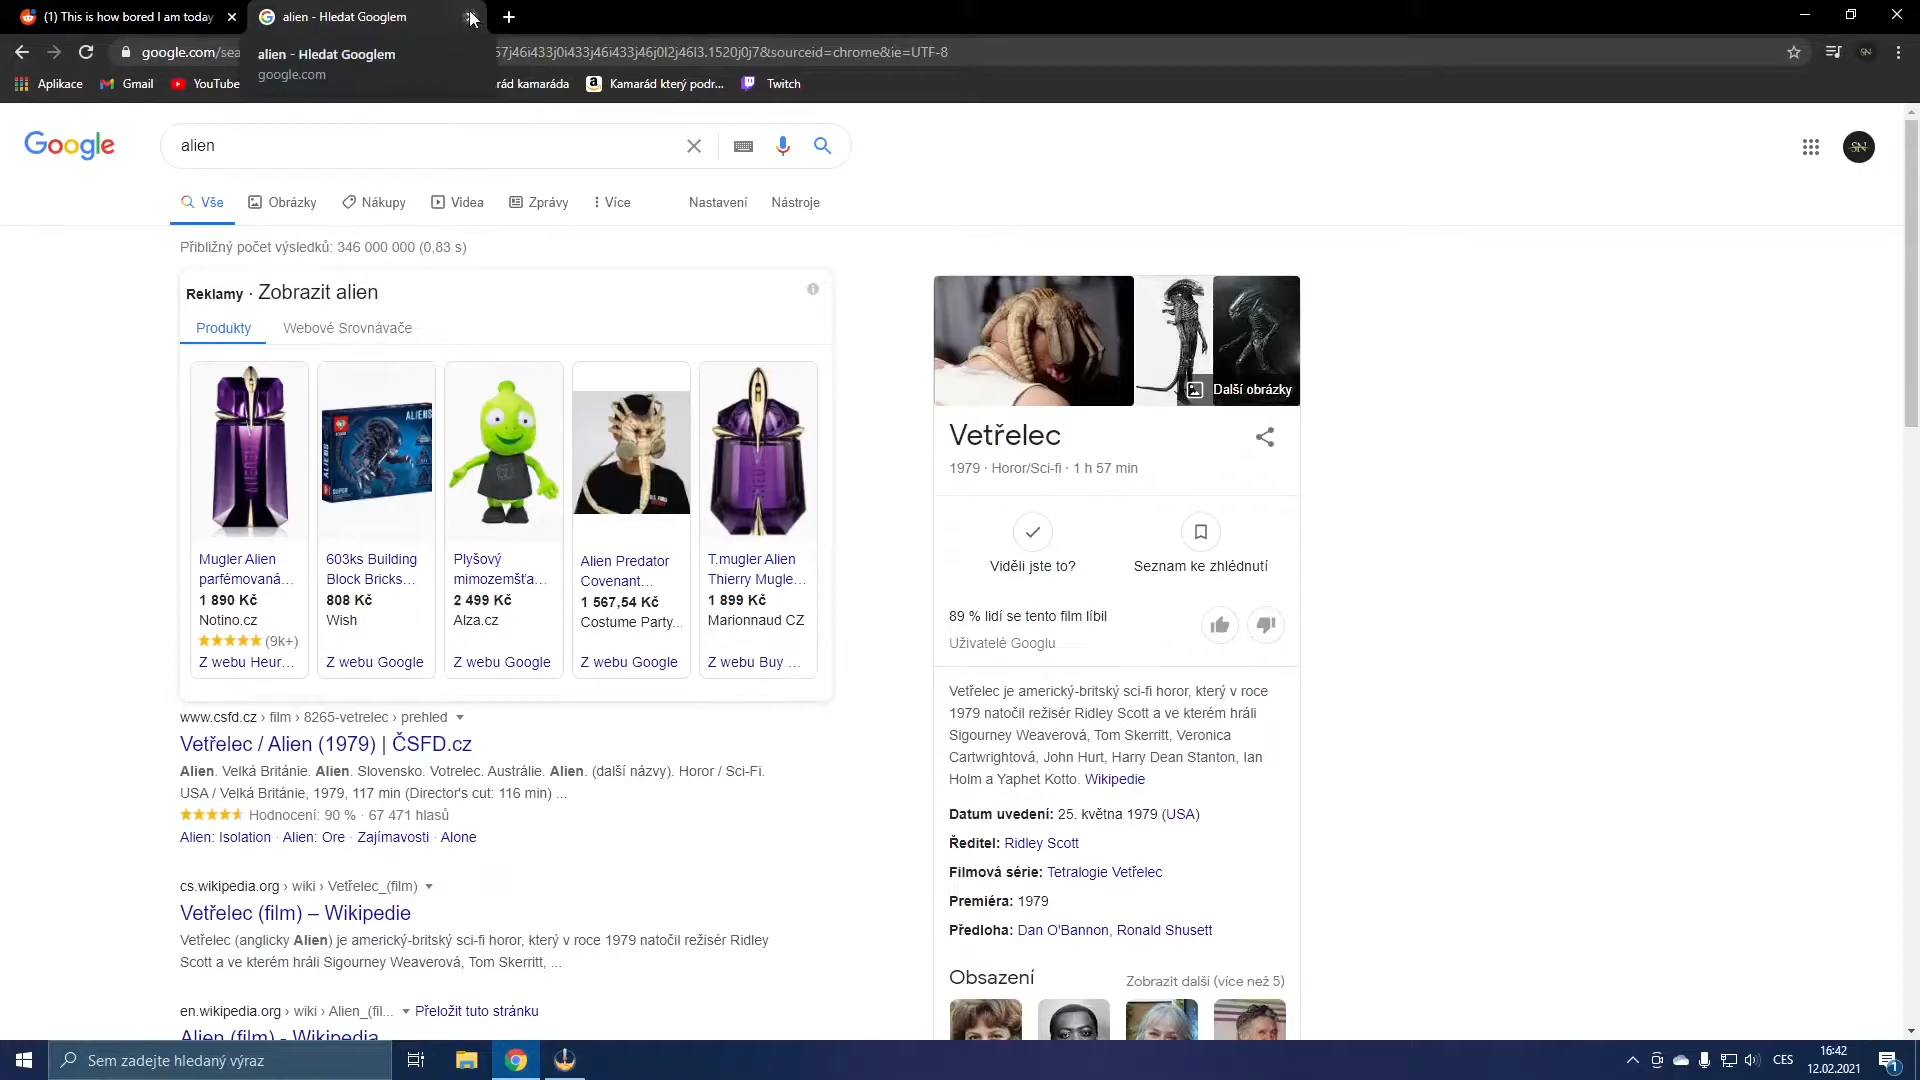 (1) This is how bored I am today
alien - Hledat Googlem
google.com/sea
57j46i433j0i433j46i433j46j0l2j46l3.1520j0j7&sourceid=chrome&ie=UTF-8
alien - Hledat Googlem
google.com
Aplikace
Gmail
YouTube
rád kamaráda
Kamarád který podr...
Twitch
Google
alien
SN
Vše
Obrázky
Nákupy
Videa
Zprávy
Více
Nastavení
Nástroje
Přibližný počet výsledků: 346 000 000 (0,83 s)
Reklamy · Zobrazit alien
Produkty
Webové Srovnávače
ALIENS
Mugler Alien
parfémovaná...
1 890 Kč
Notino.cz
(9k+)
Z webu Heur...
603ks Building
Block Bricks...
808 Kč
Wish
Z webu Google
Plyšový
mimozemšťa...
2 499 Kč
Alza.cz
Z webu Google
Alien Predator
Covenant...
1 567,54 Kč
Costume Party...
Z webu Google
T.mugler Alien
Thierry Mugle...
1 899 Kč
Marionnaud CZ
Z webu Buy ...
www.csfd.cz › film › 8265-vetrelec › prehled
Vetřelec / Alien (1979) | ČSFD.cz
Alien. Velká Británie. Alien. Slovensko. Votrelec. Austrálie. Alien. (další názvy). Horor / Sci-Fi.
USA / Velká Británie, 1979, 117 min (Director's cut: 116 min) ...
Hodnocení: 90 % · 67 471 hlasů
Alien: Isolation · Alien: Ore · Zajímavosti · Alone
cs.wikipedia.org › wiki › Vetřelec_(film)
Vetřelec (film) – Wikipedie
Vetřelec (anglicky Alien) je americký-britský sci-fi horor, který v roce 1979 natočil režisér Ridley
Scott a ve kterém hráli Sigourney Weaverová, Tom Skerritt, ...
en.wikipedia.org › wiki › Alien_(fil... Přeložit tuto stránku
Alien (film) - Wikipedia
Další obrázky
Vetřelec
1979 · Horor/Sci-fi · 1 h 57 min
Viděli jste to?
Seznam ke zhlédnutí
89 % lidí se tento film líbil
Uživatelé Googlu
Vetřelec je americký-britský sci-fi horor, který v roce
1979 natočil režisér Ridley Scott a ve kterém hráli
Sigourney Weaverová, Tom Skerritt, Veronica
Cartwrightová, John Hurt, Harry Dean Stanton, Ian
Holm a Yaphet Kotto. Wikipedie
Datum uvedení: 25. května 1979 (USA)
Ředitel: Ridley Scott
Filmová série: Tetralogie Vetřelec
Premiéra: 1979
Předloha: Dan O'Bannon, Ronald Shusett
Obsazení
Zobrazit další (více než 5)
Sem zadejte hledaný výraz
CES
16:42
12.02.2021
1